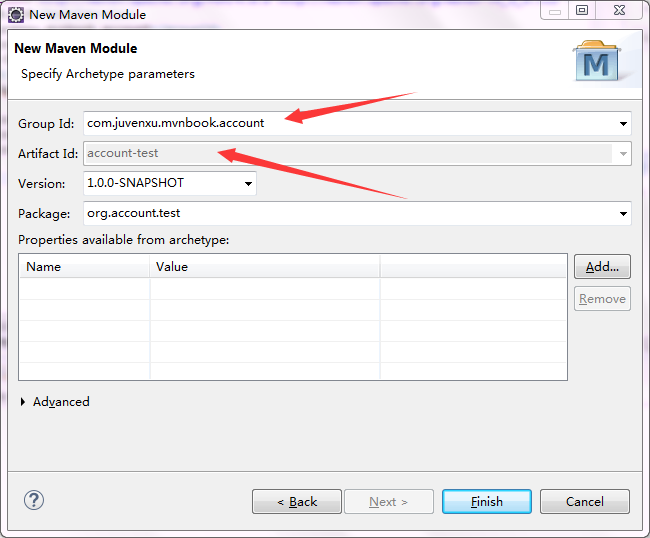 New Maven Module
New Maven Module
Specify Archetype parameters
M
Group Id: com.juvenxu.mvnbook.account
Artifact Id: account-test
Version: 1.0.0-SNAPSHOT
Package: org.account.test
Properties available from archetype:
Name Value
Add...
Remove
Advanced
? < Back Next > Finish Cancel